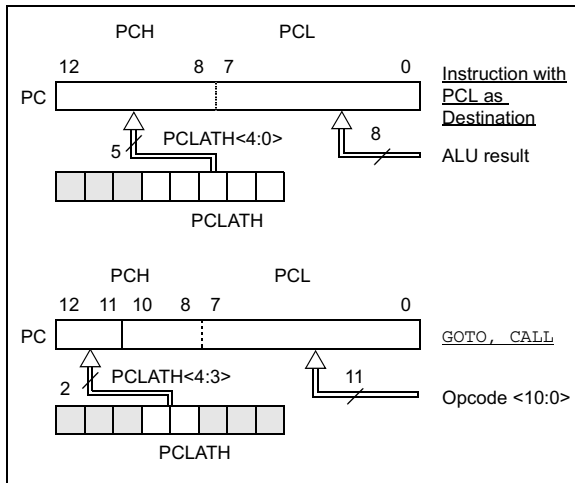 PCH PCL
12 8 7 0
PC
Instruction with
PCL as
Destination
PCLATH<4:0>
5
8
ALU result
PCLATH
PCH PCL
12 11 10 8 7 0
PC
GOTO, CALL
PCLATH<4:3>
2
11
Opcode <10:0>
PCLATH